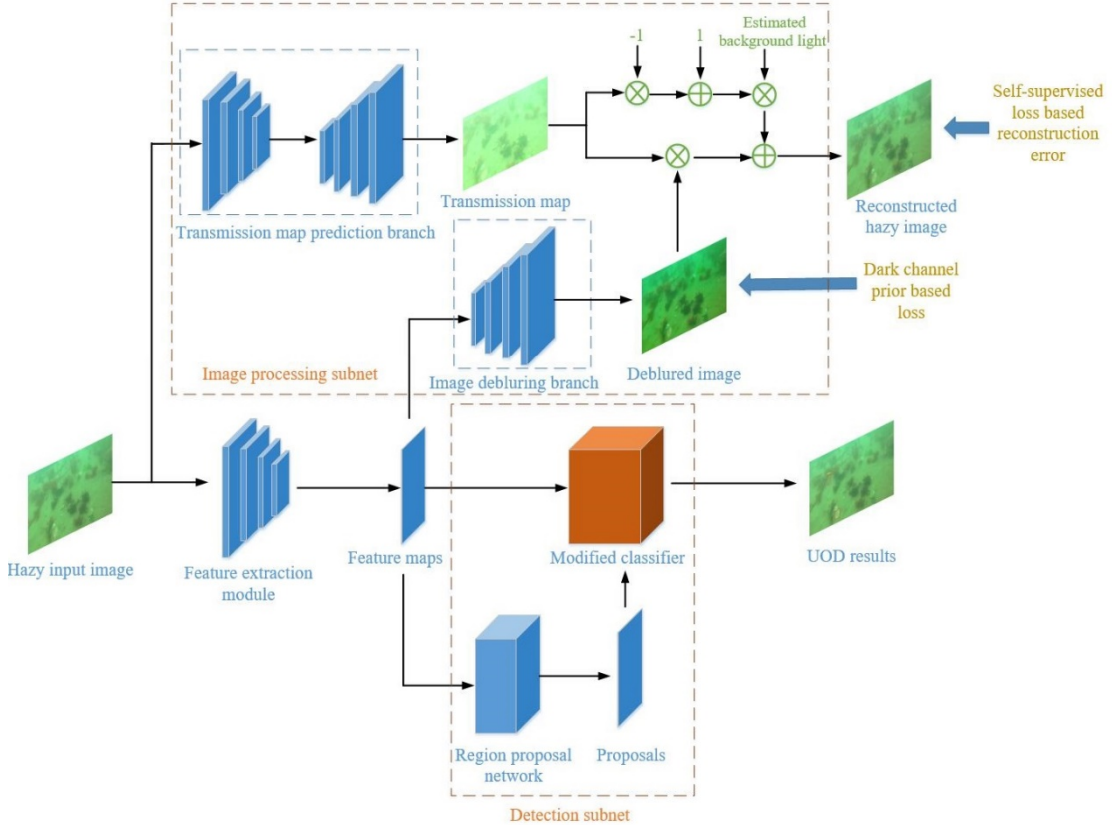 Estimated
background light
-1
1
Self-supervised
loss based
reconstruction
error
Transmission map prediction branch
Transmission map
Reconstructed
hazy image
Dark channel
prior based
loss
Image processing subnet
Image debluring branch
Deblured image
Hazy input image
Feature extraction
module
Feature maps
Modified classifier
UOD results
Region proposal
network
Proposals
Detection subnet